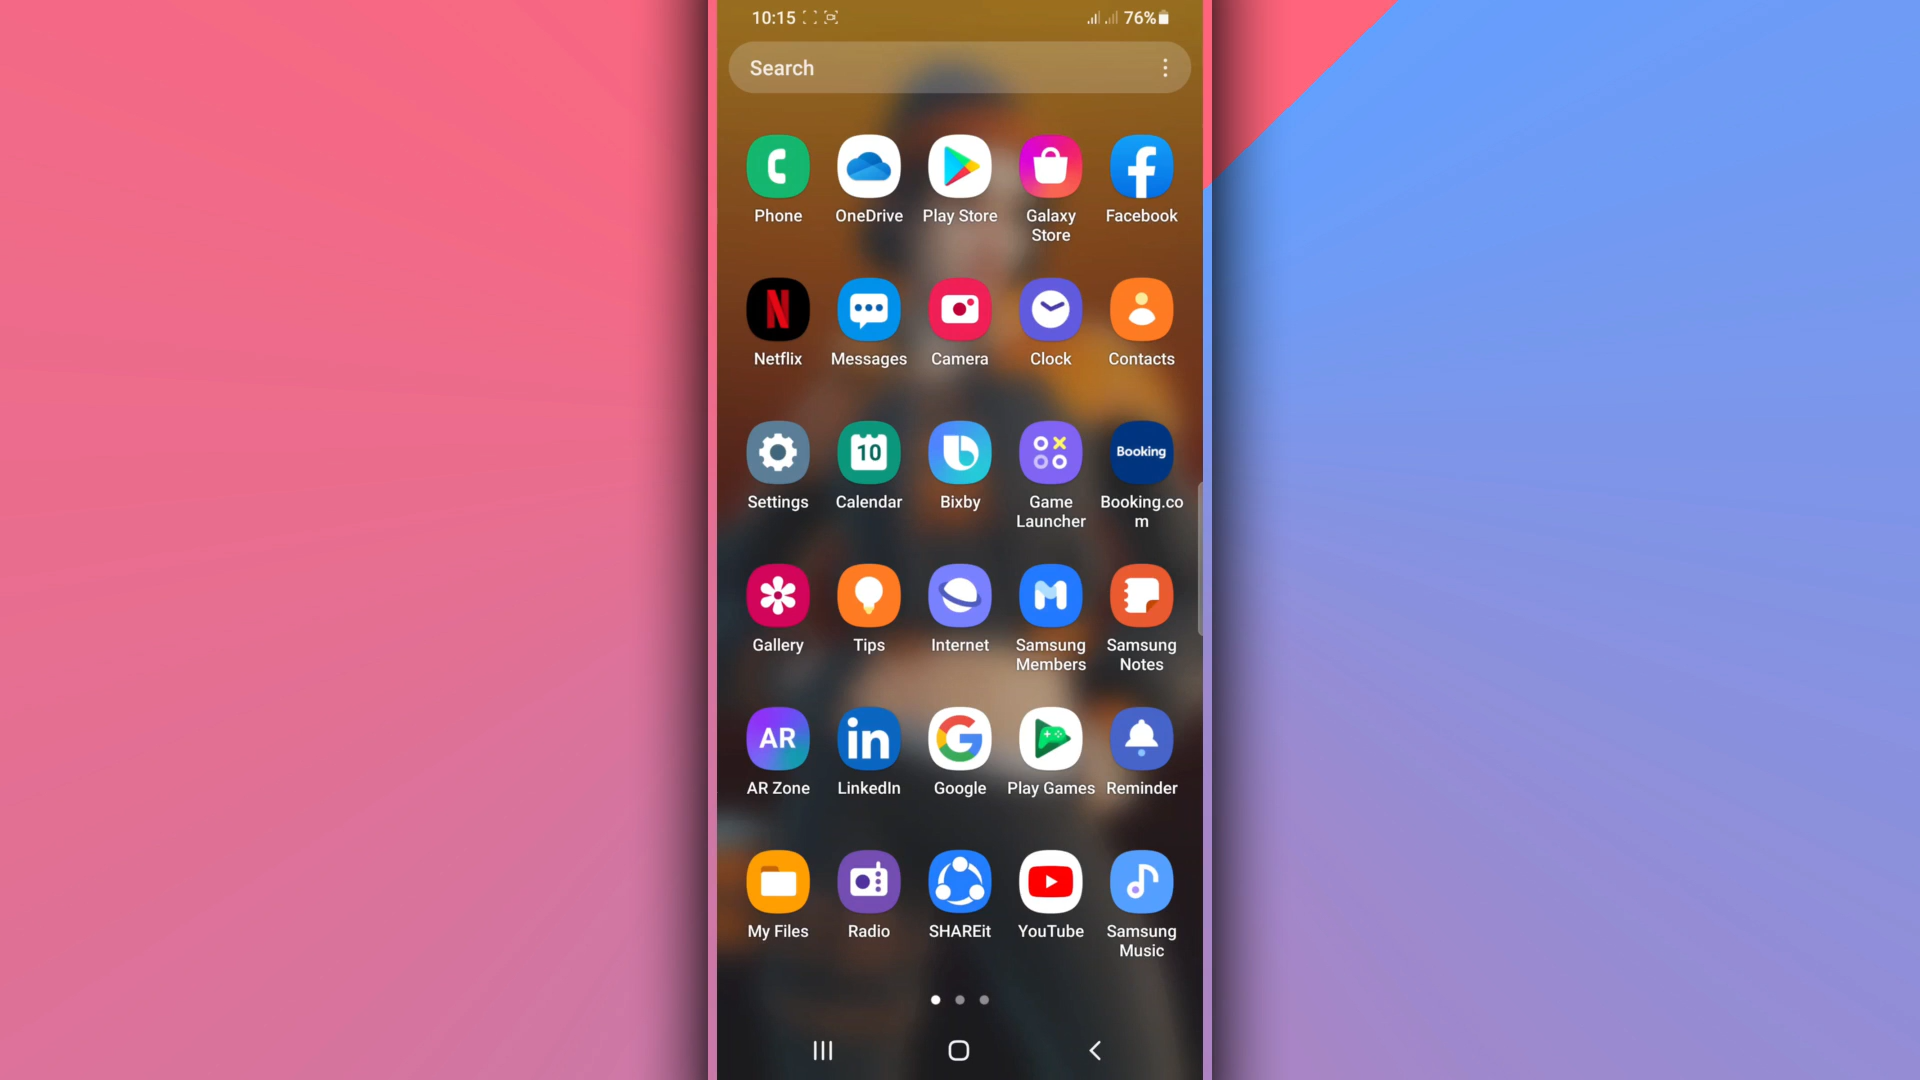 10:15 76%
Search
Phone OneDrive Play Store Galaxy Store Facebook
Netflix Messages Camera Clock Contacts
10 Booking
Settings Calendar Bixby Game Launcher Booking.co
m
Gallery Tips Internet Samsung Members Samsung Notes
AR in G
AR Zone LinkedIn Google Play Games Reminder
My Files Radio SHAREit YouTube Samsung Music